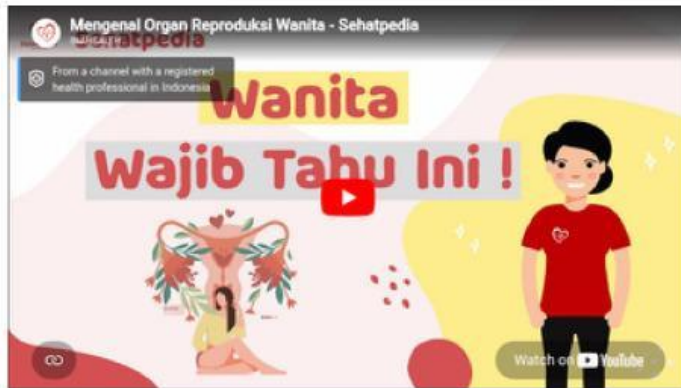 Mengenal Organ Reproduksi Wanita - Sehatpedia
Sehatpedia
From a channel with a registered
health professional in Indonesia
Wanita
Wajib Tahu Ini !
Watch on YouTube